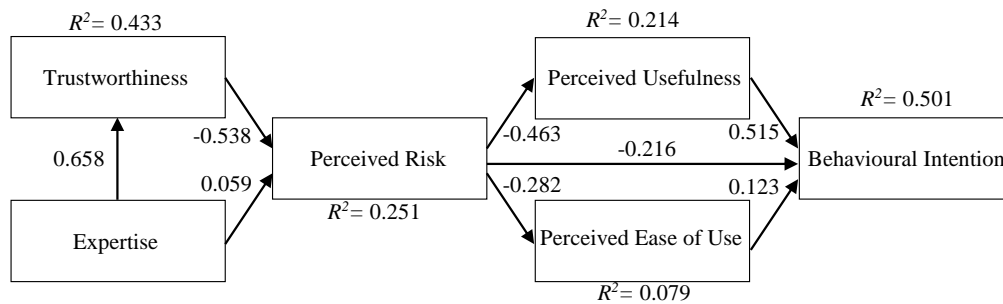 R²= 0.433
R²= 0.214
Trustworthiness
Perceived Usefulness
R²= 0.501
-0.538
-0.463
0.515
0.658
Perceived Risk
-0.216
Behavioural Intention
0.059
-0.282
0.123
R²= 0.251
Expertise
Perceived Ease of Use
R²= 0.079